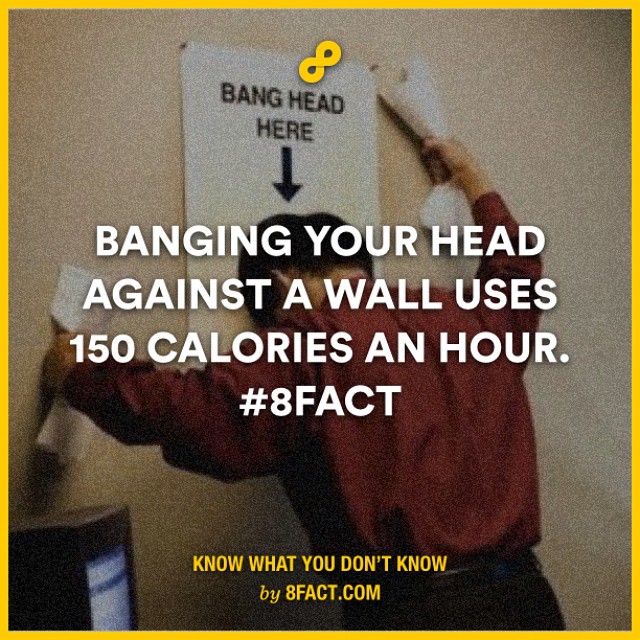 BANG HEAD
HERE
BANGING YOUR HEAD
AGAINST A WALL USES
150 CALORIES AN HOUR.
#8FACT
KNOW WHAT YOU DON'T KNOW
by 8FACT.COM